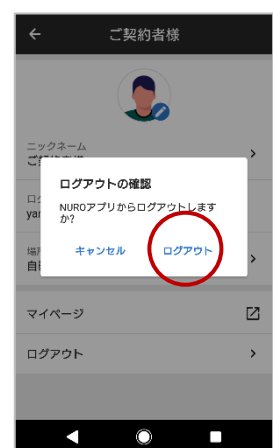 ご契約者様
ニックネーム
ログアウトの確認
NUROアプリからログアウトします
か?
キャンセル ログアウト
マイページ
ログアウト